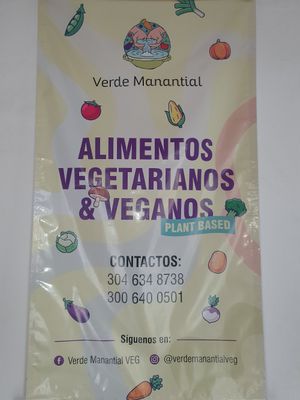 Verde Manantial
ALIMENTOS
VEGETARIANOS
& VEGANOS
PLANT BASED
CONTACTOS:
304 634 8738
300 640 0501
Síguenos en:
Verde Manantial VEG @verdemanantialveg